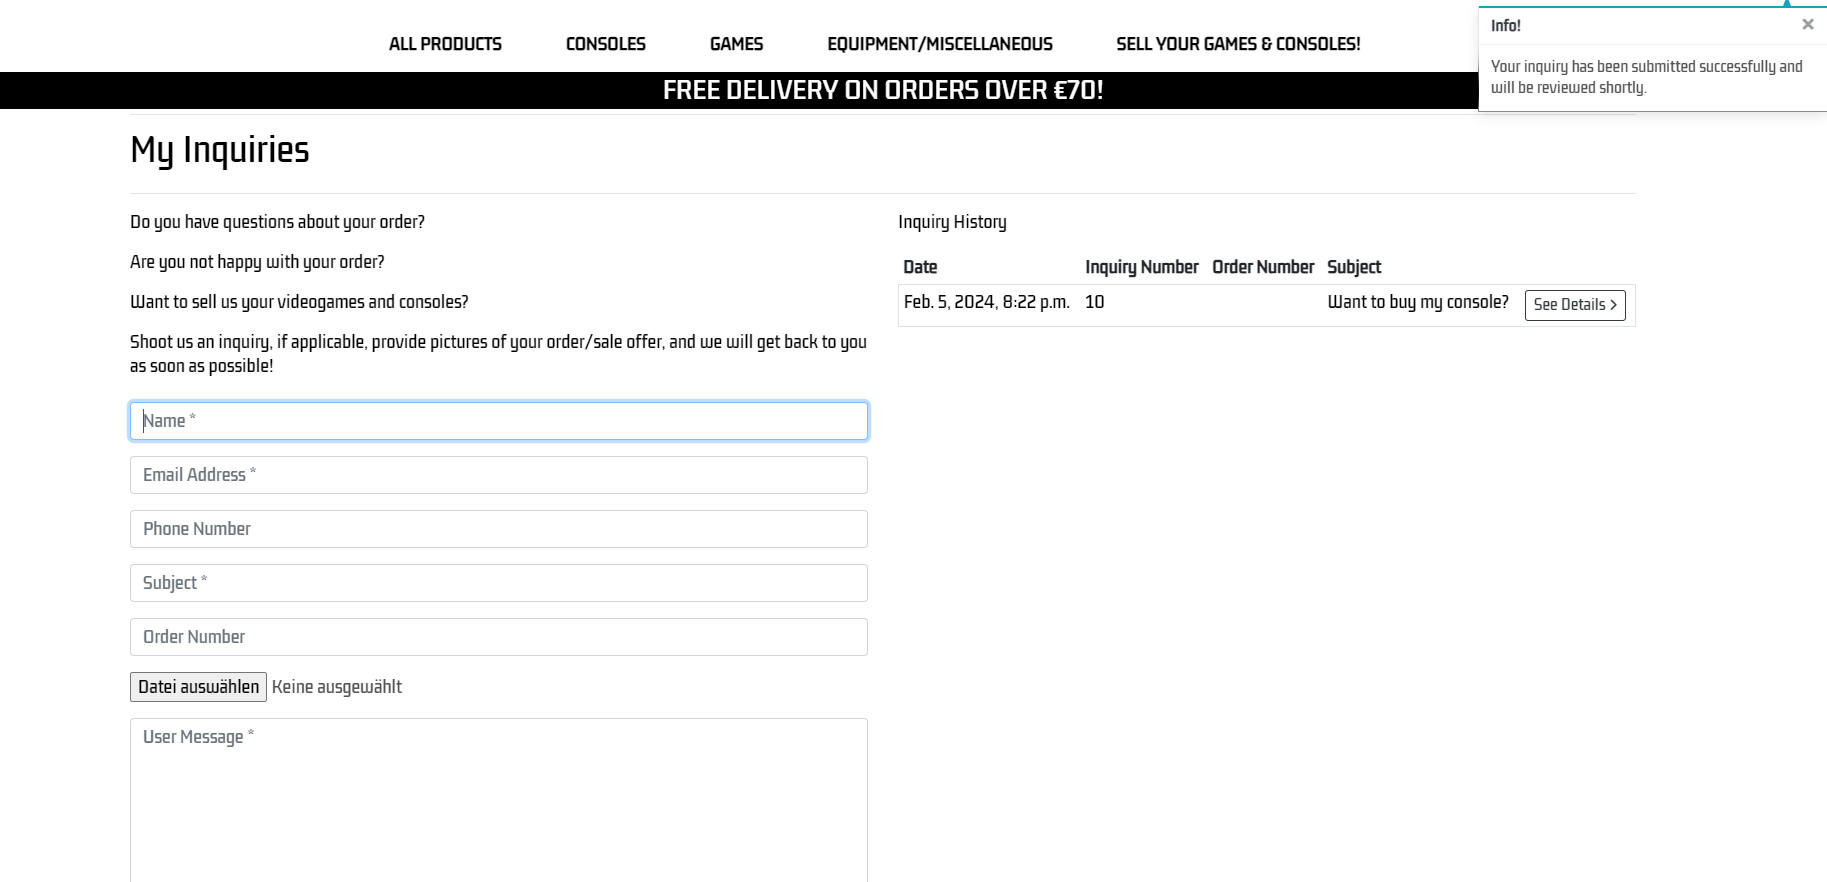 ALL PRODUCTS CONSOLES GAMES EQUIPMENT/MISCELLANEOUS SELL YOUR GAMES & CONSOLES!
Info! ×
Your inquiry has been submitted successfully and
will be reviewed shortly.
FREE DELIVERY ON ORDERS OVER €70!
My Inquiries
Do you have questions about your order?
Are you not happy with your order?
Want to sell us your videogames and consoles?
Shoot us an inquiry, if applicable, provide pictures of your order/sale offer, and we will get back to you
as soon as possible!
Name *
Email Address *
Phone Number
Subject *
Order Number
Datei auswählen Keine ausgewählt
User Message *
Inquiry History
Date Inquiry Number Order Number Subject
Feb. 5, 2024, 8:22 p.m. 10 Want to buy my console? See Details >